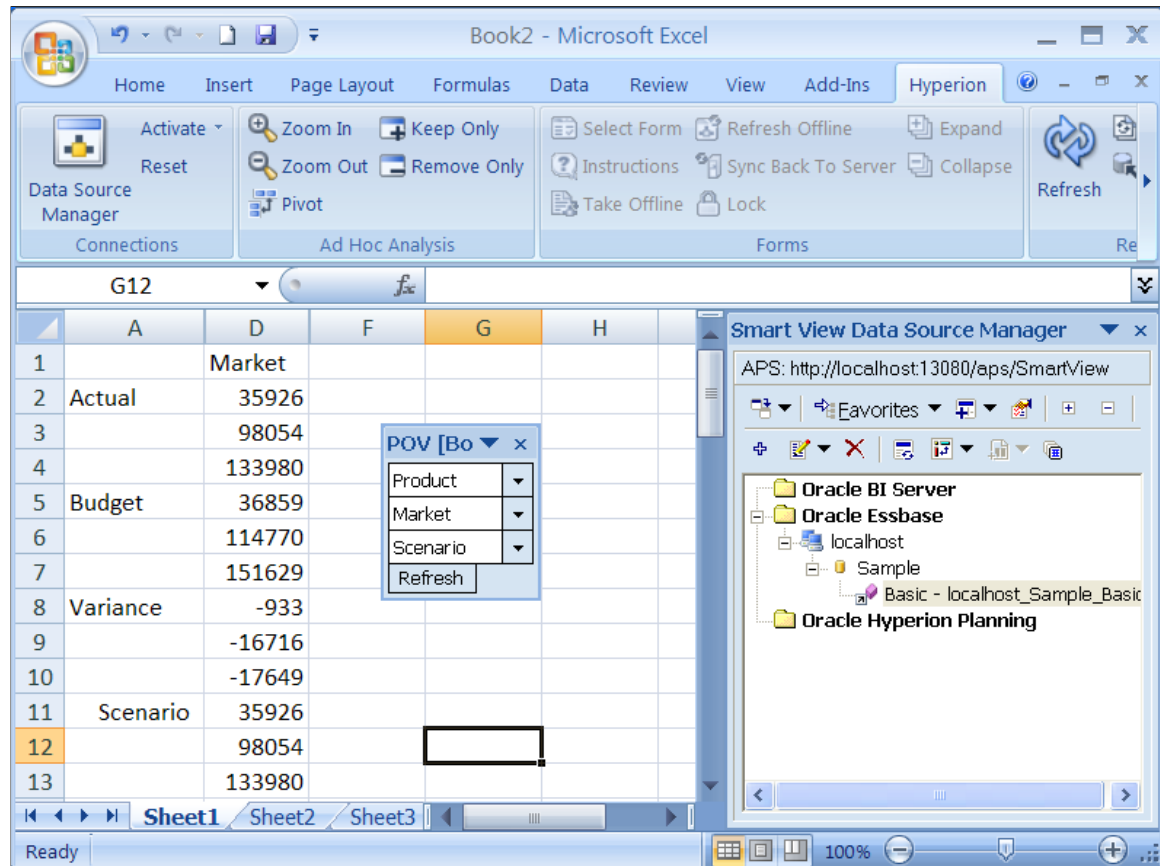 Book2 - Microsoft Excel
Home Insert Page Layout Formulas Data Review View Add-Ins Hyperion
Activate Zoom In Keep Only Select Form Refresh Offline Expand
Reset Zoom Out Remove Only Instructions Sync Back To Server Collapse
Data Source Manager Pivot Take Offline Lock Refresh
Connections Ad Hoc Analysis Forms Re
G12 fx
A D F G H
1 Market
2 Actual 35926
3 98054
4 133980
5 Budget 36859
6 114770
7 151629
8 Variance -933
9 -16716
10 -17649
11 Scenario 35926
12 98054
13 133980
POV [Bo
Product
Market
Scenario
Refresh
Smart View Data Source Manager
APS: http://localhost:13080/aps/SmartView
Favorites
Oracle BI Server
Oracle Essbase
localhost
Sample
Basic - localhost_Sample_Basic
Oracle Hyperion Planning
Sheet1 Sheet2 Sheet3
Ready 100%